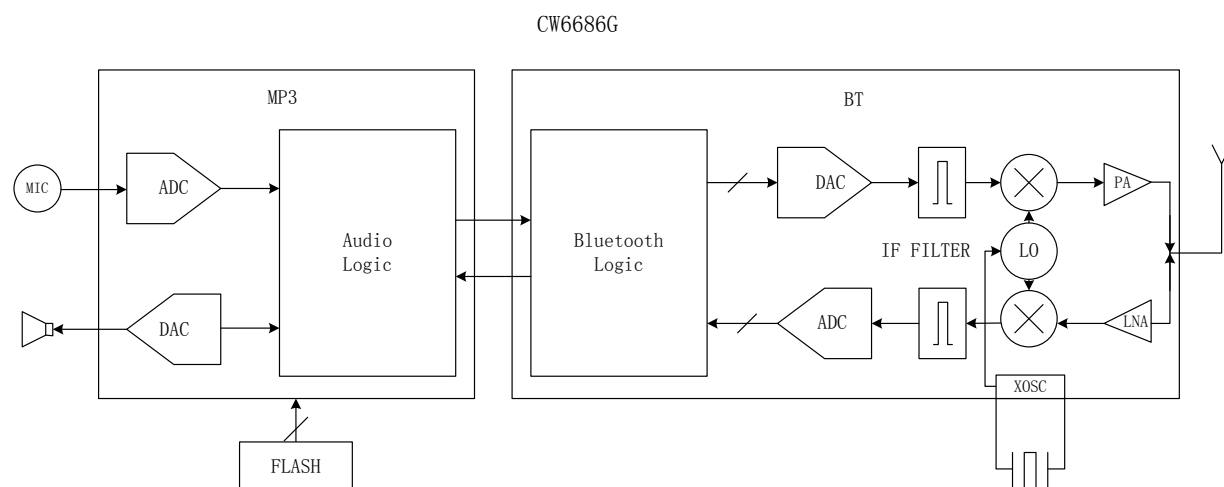 CW6686G
MP3
BT
MIC
ADC
Audio
Logic
DAC
FLASH
Bluetooth
Logic
DAC
PA
IF FILTER
LO
ADC
LNA
XOSC